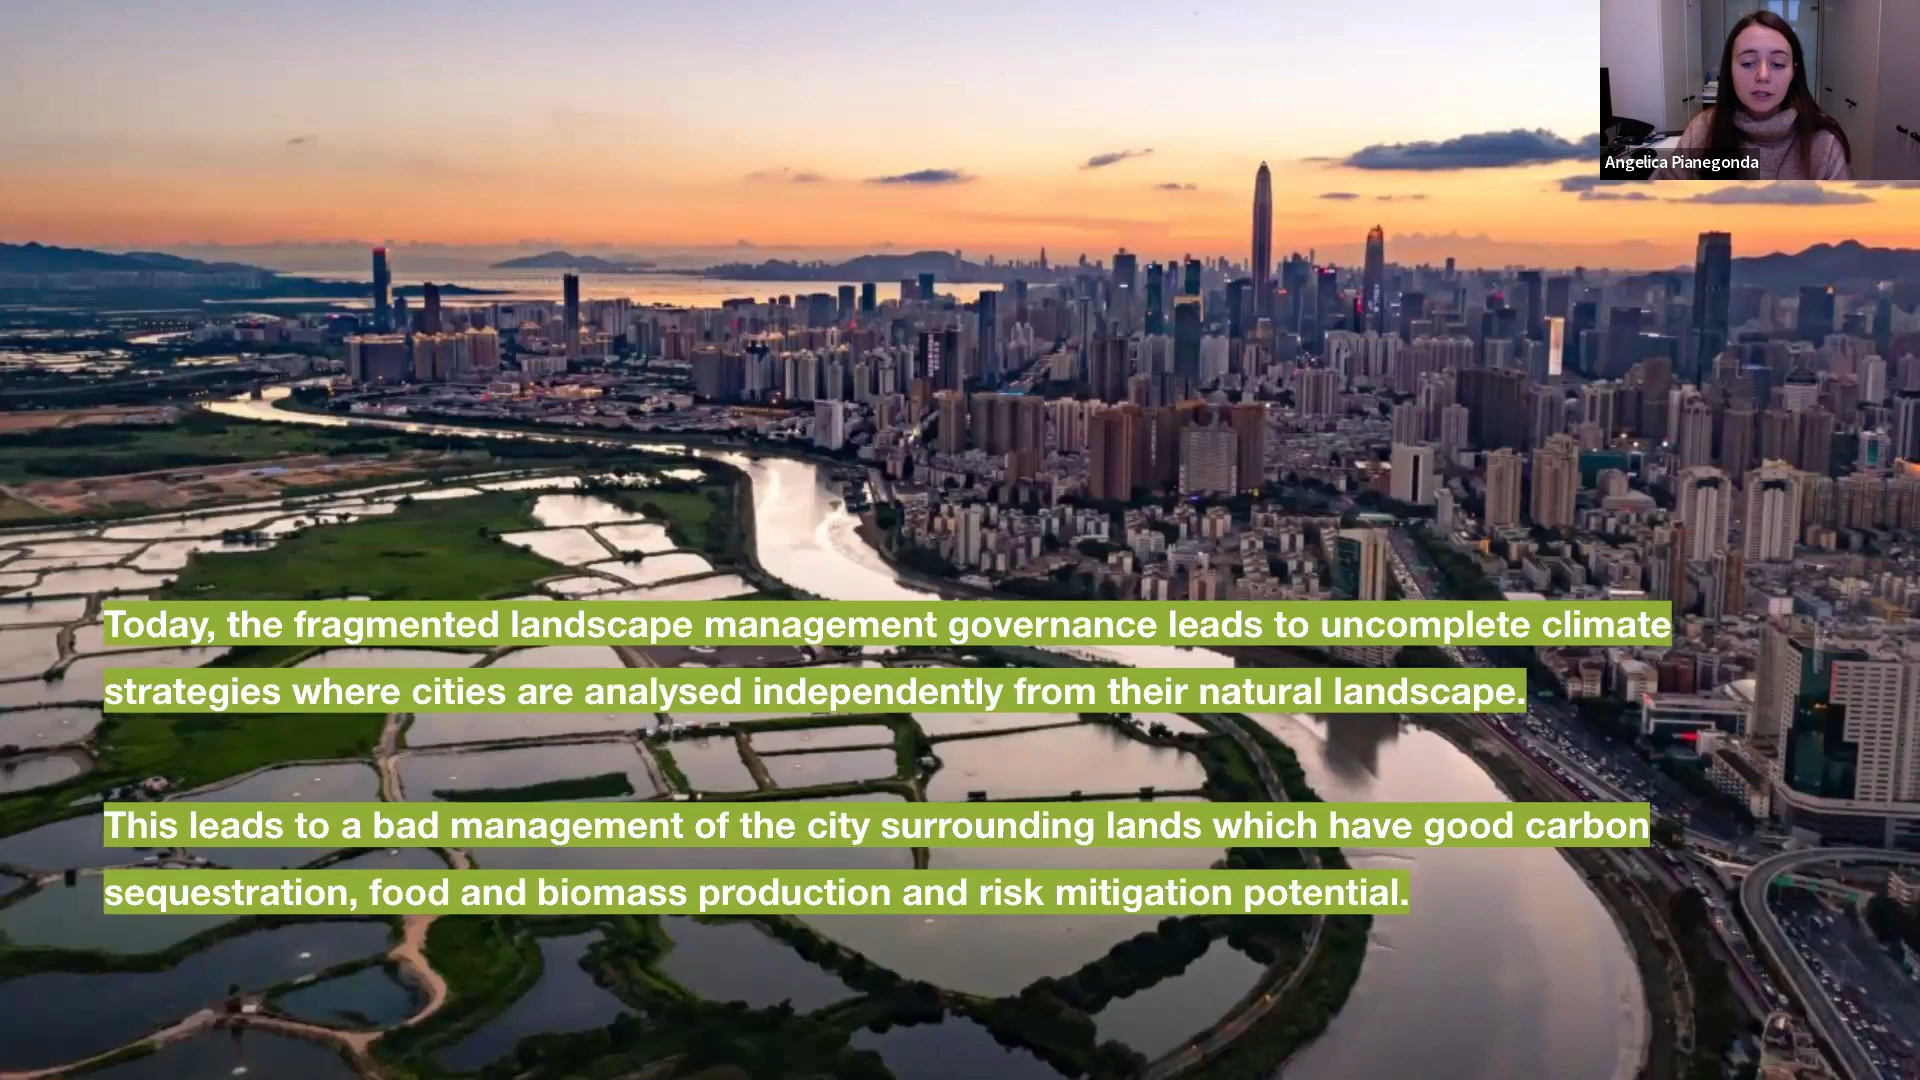 Angelica Pianegonda
Today, the fragmented landscape management governance leads to uncomplete climate
strategies where cities are analysed independently from their natural landscape.
This leads to a bad management of the city surrounding lands which have good carbon
sequestration, food and biomass production and risk mitigation potential.